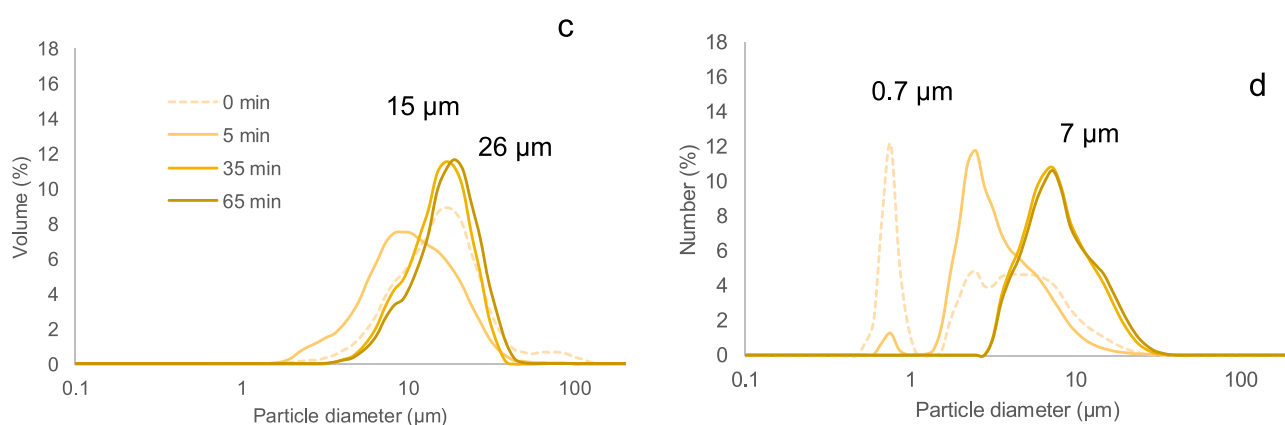 c
18
16
14
12
10
8
6
4
2
0
Volume (%)
0 min
5 min
35 min
65 min
15 µm
26 µm
0.1
1
10
100
Particle diameter (µm)
d
18
16
14
12
10
8
6
4
2
0
Number (%)
0.7 µm
7 µm
0.1
1
10
100
Particle diameter (µm)